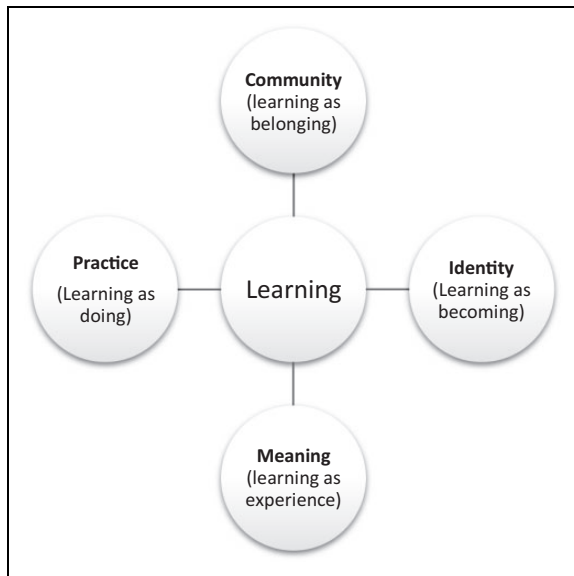 Community
(learning as
belonging)
Practice
(Learning as
doing)
Learning
Identity
(Learning as
becoming)
Meaning
(learning as
experience)